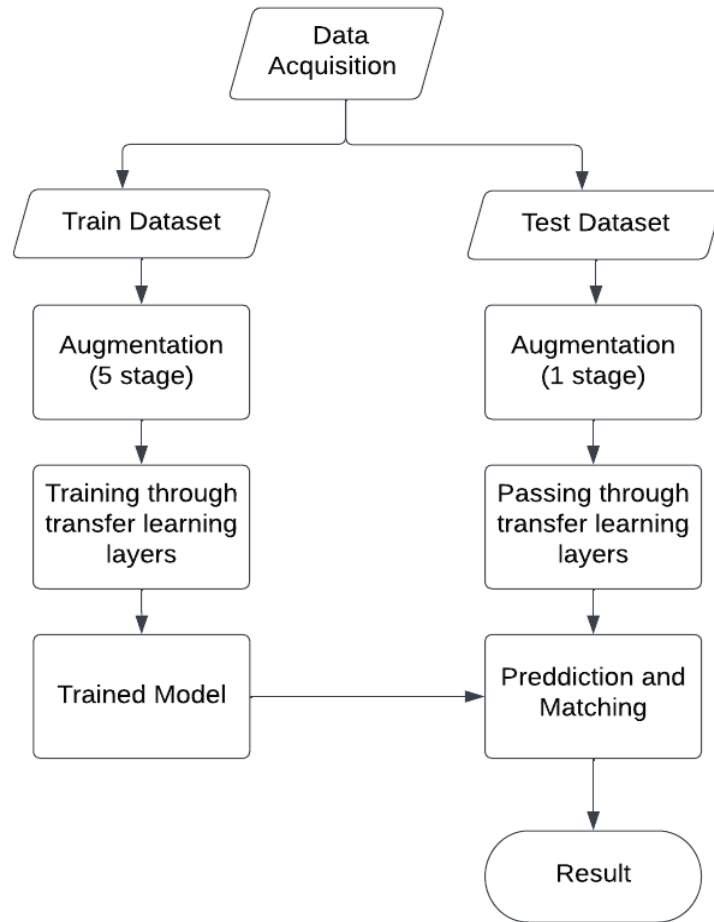 Data
Acquisition
Train Dataset
Test Dataset
Augmentation
(5 stage)
Augmentation
(1 stage)
Training through
transfer learning
layers
Passing through
transfer learning
layers
Trained Model
Preddiction and
Matching
Result